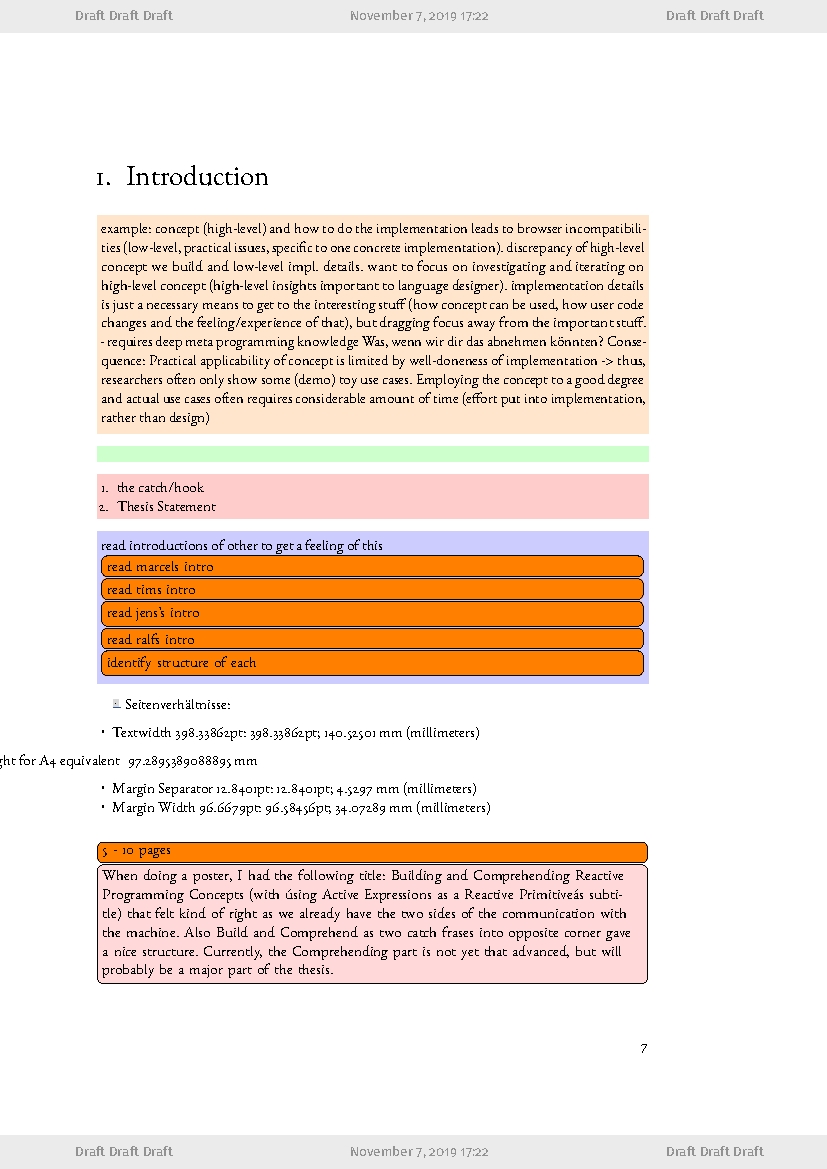 Draft Draft Draft November 7, 2019 17:22 Draft Draft Draft
1. Introduction
example: concept (high-level) and how to do the implementation leads to browser incompatibili-
ties (low-level, practical issues, specific to one concrete implementation). discrepancy of high-level
concept we build and low-level impl. details. want to focus on investigating and iterating on
high-level concept (high-level insights important to language designer). implementation details
is just a necessary means to get to the interesting stuff (how concept can be used, how user code
changes and the feeling/experience of that), but dragging focus away from the important stuff.
- requires deep meta programming knowledge Was, wenn wir dir das abnehmen könnten? Conse-
quence: Practical applicability of concept is limited by well-doneness of implementation -> thus,
researchers often only show some (demo) toy use cases. Employing the concept to a good degree
and actual use cases often requires considerable amount of time (effort put into implementation,
rather than design)
1. the catch/hook
2. Thesis Statement
read introductions of other to get a feeling of this
read marcels intro
read tims intro
read jens's intro
read ralfs intro
identify structure of each
Seitenverhältnisse:
• Textwidth 398.33862pt: 398.33862pt; 140.52501 mm (millimeters)
ght for A4 equivalent 97.2895389088895 mm
• Margin Separator 12.8401pt: 12.8401pt; 4.5297 mm (millimeters)
• Margin Width 96.6679pt: 96.58456pt; 34.07289 mm (millimeters)
5 - 10 pages
When doing a poster, I had the following title: Building and Comprehending Reactive
Programming Concepts (with úsing Active Expressions as a Reactive Primitiveás subti-
tle) that felt kind of right as we already have the two sides of the communication with
the machine. Also Build and Comprehend as two catch frases into opposite corner gave
a nice structure. Currently, the Comprehending part is not yet that advanced, but will
probably be a major part of the thesis.
7
Draft Draft Draft November 7, 2019 17:22 Draft Draft Draft